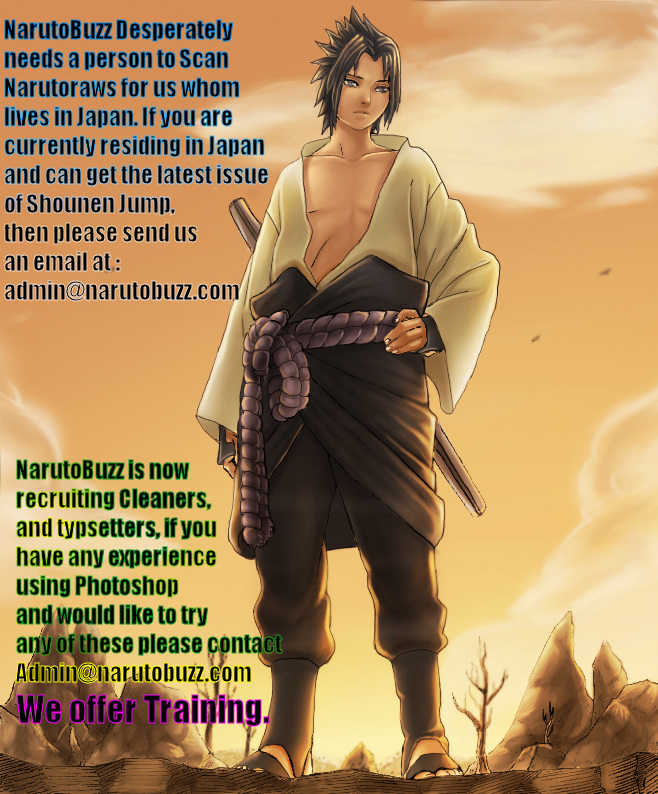 NarutoBuzz Desperately
needs a person to Scan
Narutoraws for us whom
lives in Japan. If you are
currently residing in Japan
and can get the latest issue
of Shounen Jump,
then please send us
an email at :
admin@narutobuzz.com
NarutoBuzz is now
recruiting Cleaners,
and typsetters, if you
have any experience
using Photoshop
and would like to try
any of these please contact
Admin@narutobuzz.com
We offer Training.